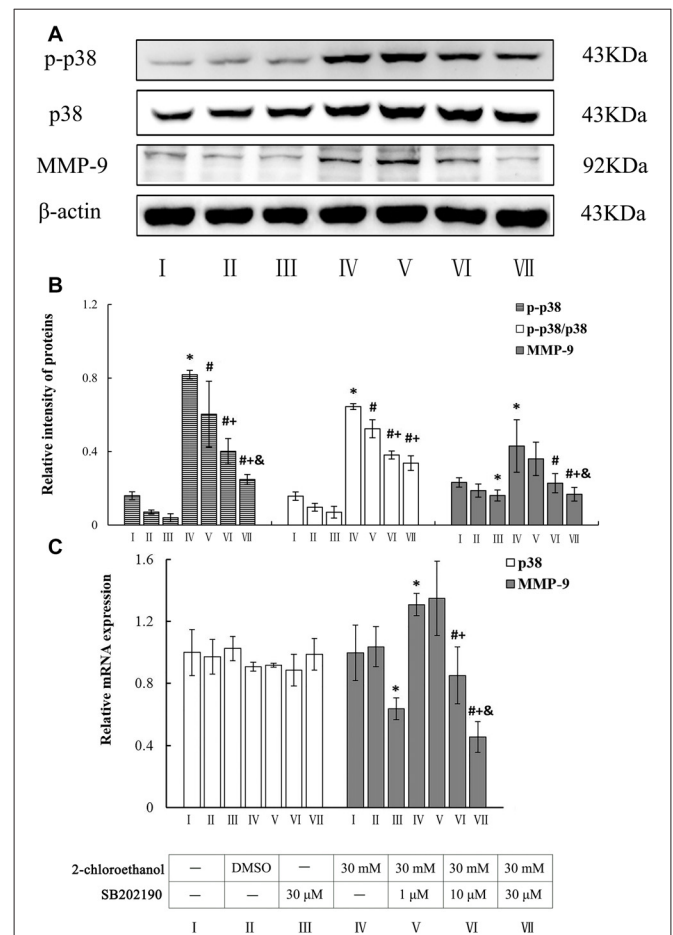 A
p-p38 43KDa
p38 43KDa
MMP-9 92KDa
β-actin 43KDa
Ⅰ Ⅱ Ⅲ Ⅳ Ⅴ Ⅵ Ⅶ
B
Relative intensity of proteins
1.2
0.8
0.4
0
p-p38
p-p38/p38
MMP-9
* # #+ #+&
* # #+ #+
* * # #+&
Ⅰ Ⅱ Ⅲ Ⅳ Ⅴ Ⅵ Ⅶ Ⅰ Ⅱ Ⅲ Ⅳ Ⅴ Ⅵ Ⅶ Ⅰ Ⅱ Ⅲ Ⅳ Ⅴ Ⅵ Ⅶ
C
Relative mRNA expression
1.6
1.2
0.8
0.4
0
p38
MMP-9
* * #+ #+&
Ⅰ Ⅱ Ⅲ Ⅳ Ⅴ Ⅵ Ⅶ Ⅰ Ⅱ Ⅲ Ⅳ Ⅴ Ⅵ Ⅶ
2-chloroethanol — DMSO — 30 mM 30 mM 30 mM 30 mM
SB202190 — — 30 μM — 1 μM 10 μM 30 μM
Ⅰ Ⅱ Ⅲ Ⅳ Ⅴ Ⅵ Ⅶ